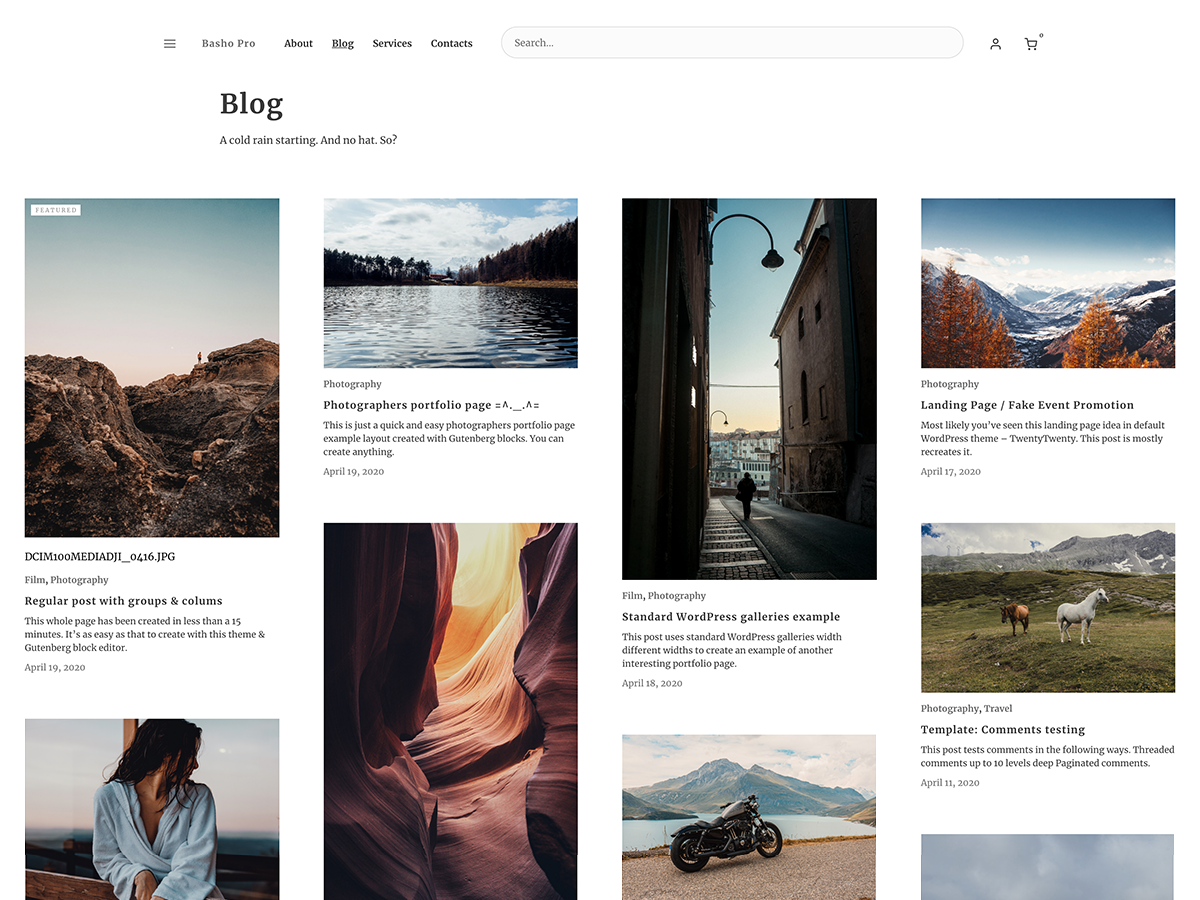 Basho Pro About Blog Services Contacts Search... 0
Blog
A cold rain starting. And no hat. So?
FEATURED
DCIM100MEDIADJI_0416.JPG
Film, Photography
Regular post with groups & colums
This whole page has been created in less than a 15
minutes. It's as easy as that to create with this theme &
Gutenberg block editor.
April 19, 2020
Photography
Photographers portfolio page =^.__.^=
This is just a quick and easy photographers portfolio page
example layout created with Gutenberg blocks. You can
create anything.
April 19, 2020
Film, Photography
Standard WordPress galleries example
This post uses standard WordPress galleries width
different widths to create an example of another
interesting portfolio page.
April 18, 2020
Photography
Landing Page / Fake Event Promotion
Most likely you've seen this landing page idea in default
WordPress theme – TwentyTwenty. This post is mostly
recreates it.
April 17, 2020
Photography, Travel
Template: Comments testing
This post tests comments in the following ways. Threaded
comments up to 10 levels deep Paginated comments.
April 11, 2020